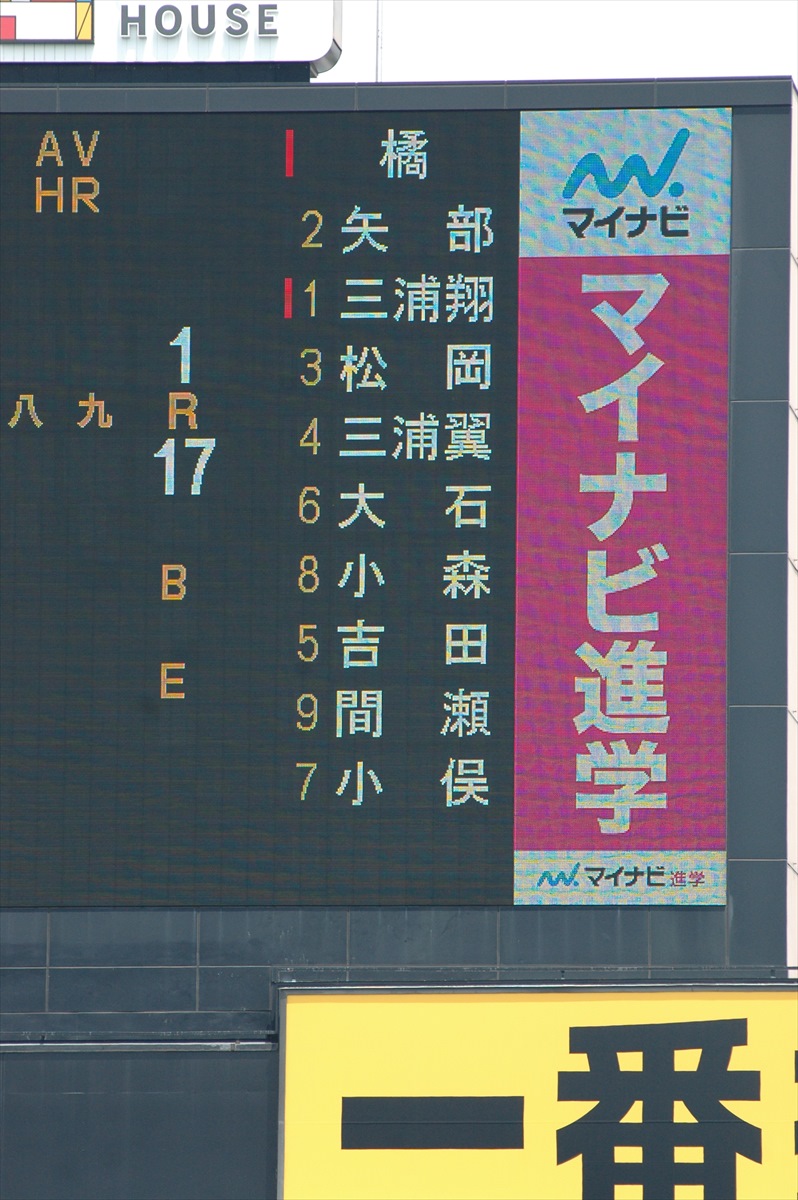 HOUSE
AV
HR
橘
2 矢部
1 三浦翔
3 松岡
4 三浦翼
6 大石
8 小森
5 吉田
9 間瀬
7 小俣
1
八 九 R
17
B
E
マイナビ
マイナビ進学
マイナビ進学
一番